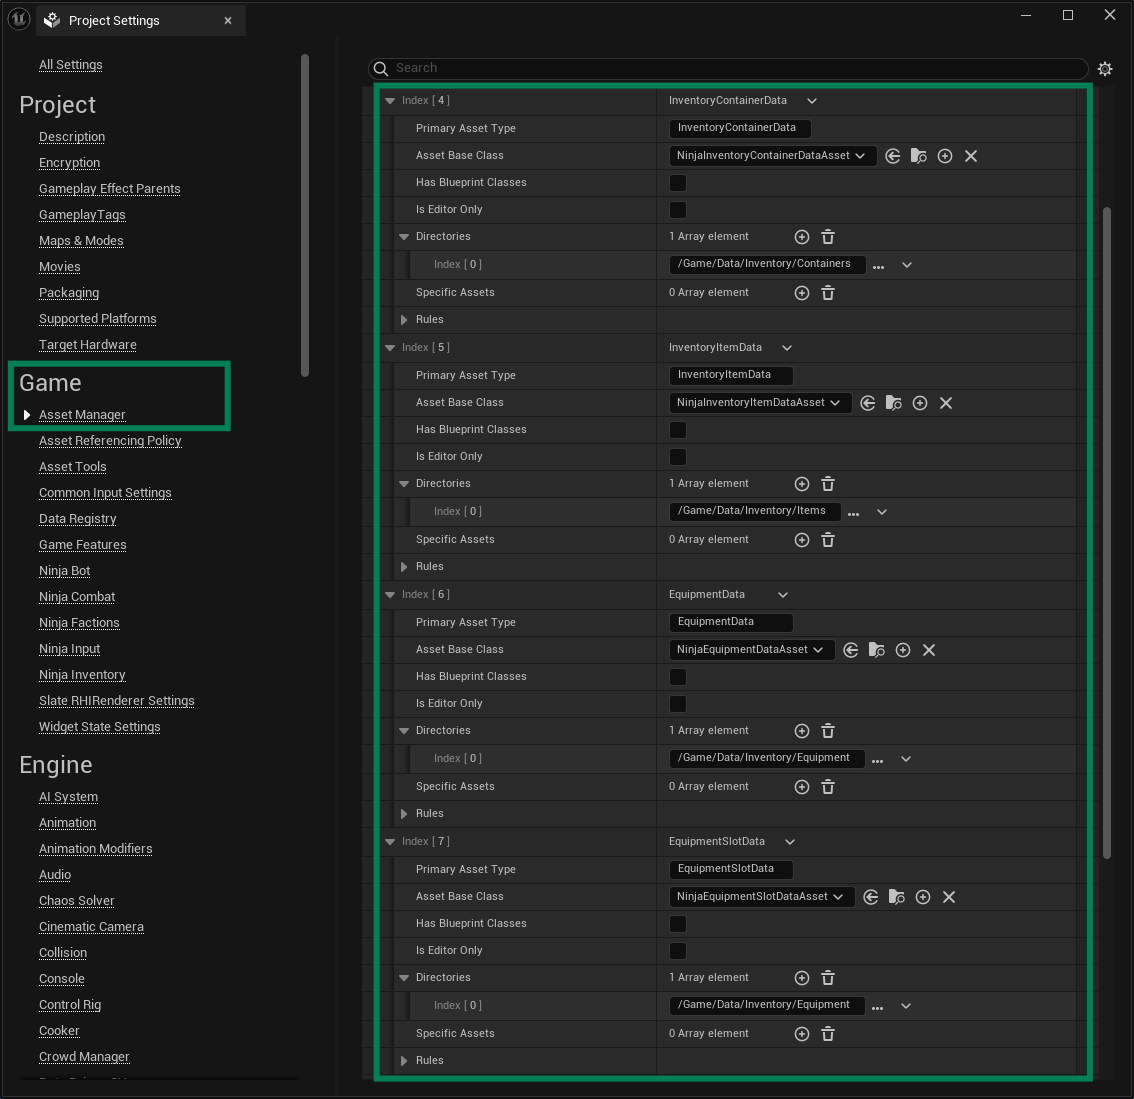 Project Settings
All Settings
Project
Description
Encryption
Gameplay Effect Parents
GameplayTags
Maps & Modes
Movies
Packaging
Supported Platforms
Target Hardware
Game
Asset Manager
Asset Referencing Policy
Asset Tools
Common Input Settings
Data Registry
Game Features
Ninja Bot
Ninja Combat
Ninja Factions
Ninja Input
Ninja Inventory
Slate RHIRenderer Settings
Widget State Settings
Engine
AI System
Animation
Animation Modifiers
Audio
Chaos Solver
Cinematic Camera
Collision
Console
Control Rig
Cooker
Crowd Manager
Search
Index [ 4 ] InventoryContainerData
Primary Asset Type InventoryContainerData
Asset Base Class NinjaInventoryContainerDataAsset
Has Blueprint Classes
Is Editor Only
Directories 1 Array element
Index [ 0 ] /Game/Data/Inventory/Containers ...
Specific Assets 0 Array element
Rules
Index [ 5 ] InventoryItemData
Primary Asset Type InventoryItemData
Asset Base Class NinjaInventoryItemDataAsset
Has Blueprint Classes
Is Editor Only
Directories 1 Array element
Index [ 0 ] /Game/Data/Inventory/Items ...
Specific Assets 0 Array element
Rules
Index [ 6 ] EquipmentData
Primary Asset Type EquipmentData
Asset Base Class NinjaEquipmentDataAsset
Has Blueprint Classes
Is Editor Only
Directories 1 Array element
Index [ 0 ] /Game/Data/Inventory/Equipment ...
Specific Assets 0 Array element
Rules
Index [ 7 ] EquipmentSlotData
Primary Asset Type EquipmentSlotData
Asset Base Class NinjaEquipmentSlotDataAsset
Has Blueprint Classes
Is Editor Only
Directories 1 Array element
Index [ 0 ] /Game/Data/Inventory/Equipment ...
Specific Assets 0 Array element
Rules